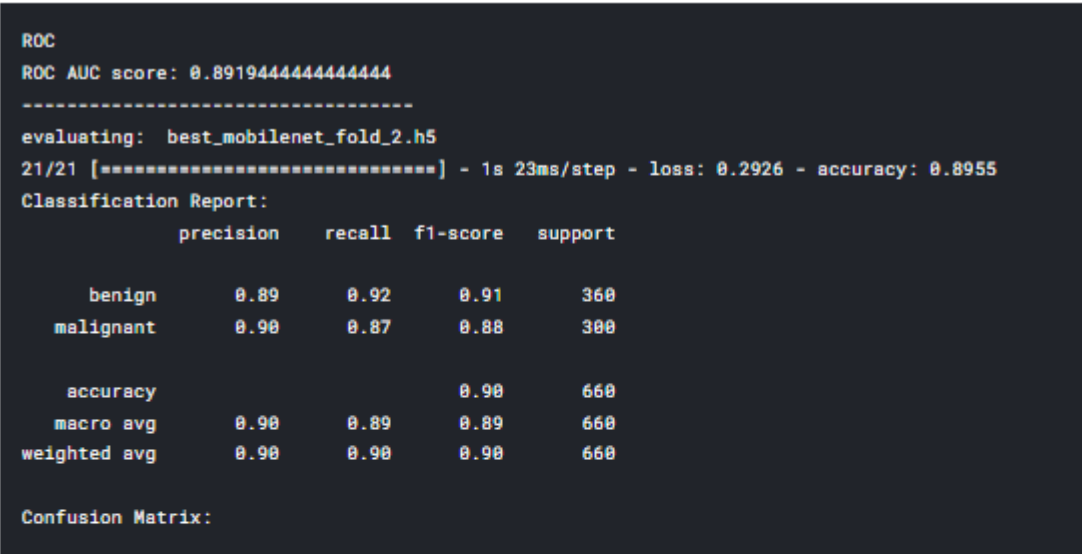 ROC
ROC AUC score: 0.8919444444444444
-----------------------------------
evaluating:  best_mobilenet_fold_2.h5
21/21 [==============================] - 1s 23ms/step - loss: 0.2926 - accuracy: 0.8955
Classification Report:
              precision    recall  f1-score   support
      benign       0.89      0.92      0.91       360
   malignant       0.90      0.87      0.88       300
    accuracy                           0.90       660
   macro avg       0.90      0.89      0.89       660
weighted avg       0.90      0.90      0.90       660
Confusion Matrix: